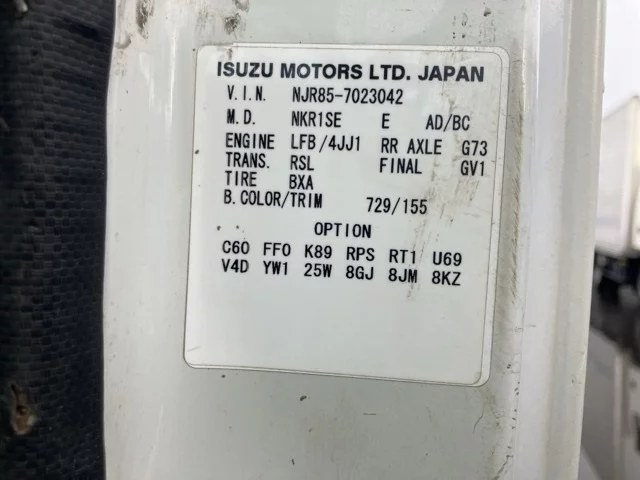 ISUZU MOTORS LTD. JAPAN
V.I.N. NJR85-7023042
M.D. NKR1SE E AD/BC
ENGINE LFB/4JJ1 RR AXLE G73
TRANS. RSL FINAL GV1
TIRE BXA
B.COLOR/TRIM 729/155
OPTION
C60 FF0 K89 RPS RT1 U69
V4D YW1 25W 8GJ 8JM 8KZ